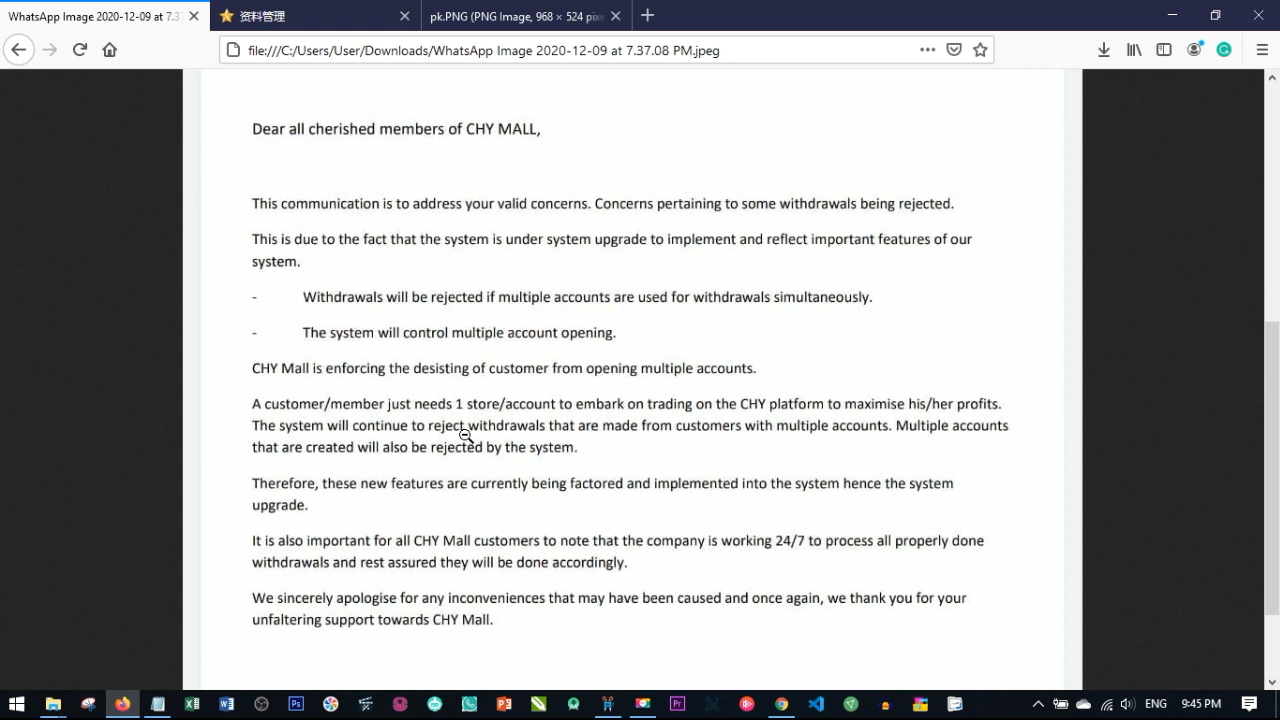 WhatsApp Image 2020-12-09 at 7.37
资料管理
pk.PNG (PNG Image, 968 × 524 pixe
file:///C:/Users/User/Downloads/WhatsApp Image 2020-12-09 at 7.37.08 PM.jpeg
Dear all cherished members of CHY MALL,
This communication is to address your valid concerns. Concerns pertaining to some withdrawals being rejected.
This is due to the fact that the system is under system upgrade to implement and reflect important features of our
system.
- Withdrawals will be rejected if multiple accounts are used for withdrawals simultaneously.
- The system will control multiple account opening.
CHY Mall is enforcing the desisting of customer from opening multiple accounts.
A customer/member just needs 1 store/account to embark on trading on the CHY platform to maximise his/her profits.
The system will continue to reject withdrawals that are made from customers with multiple accounts. Multiple accounts
that are created will also be rejected by the system.
Therefore, these new features are currently being factored and implemented into the system hence the system
upgrade.
It is also important for all CHY Mall customers to note that the company is working 24/7 to process all properly done
withdrawals and rest assured they will be done accordingly.
We sincerely apologise for any inconveniences that may have been caused and once again, we thank you for your
unfaltering support towards CHY Mall.
ENG 9:45 PM